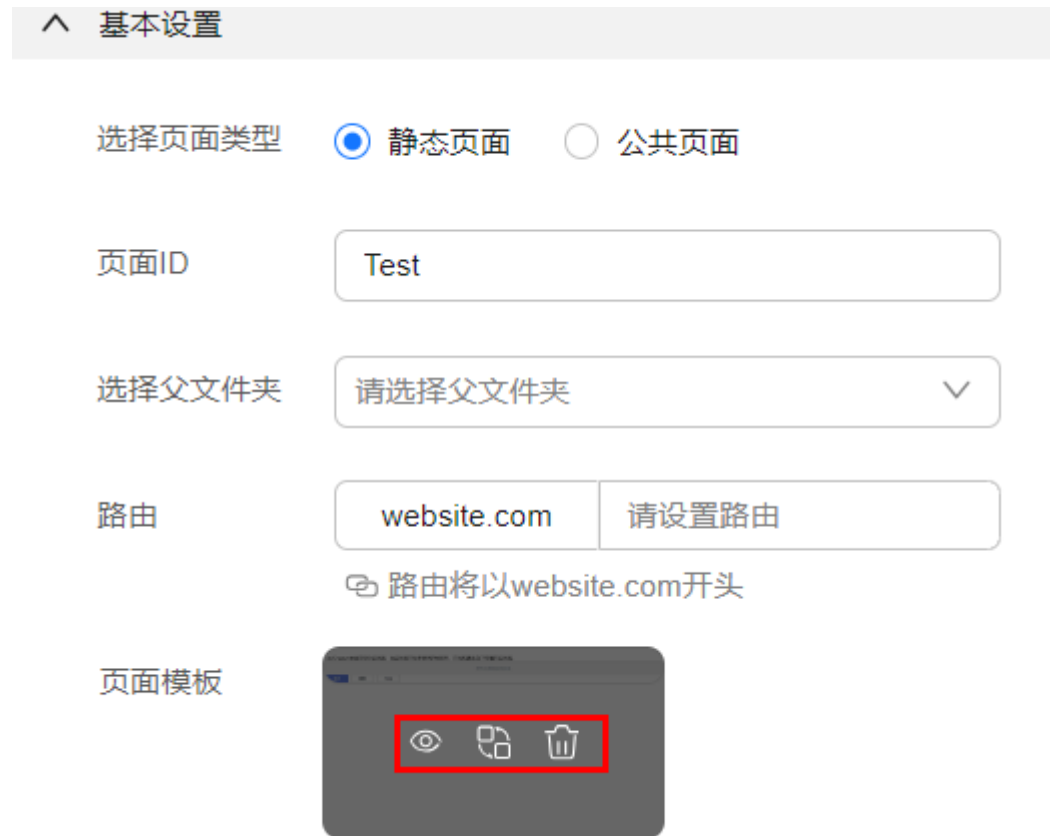 基本设置
选择页面类型 静态页面 公共页面
页面ID Test
选择父文件夹 请选择父文件夹
路由 website.com 请设置路由
路由将以website.com开头
页面模板